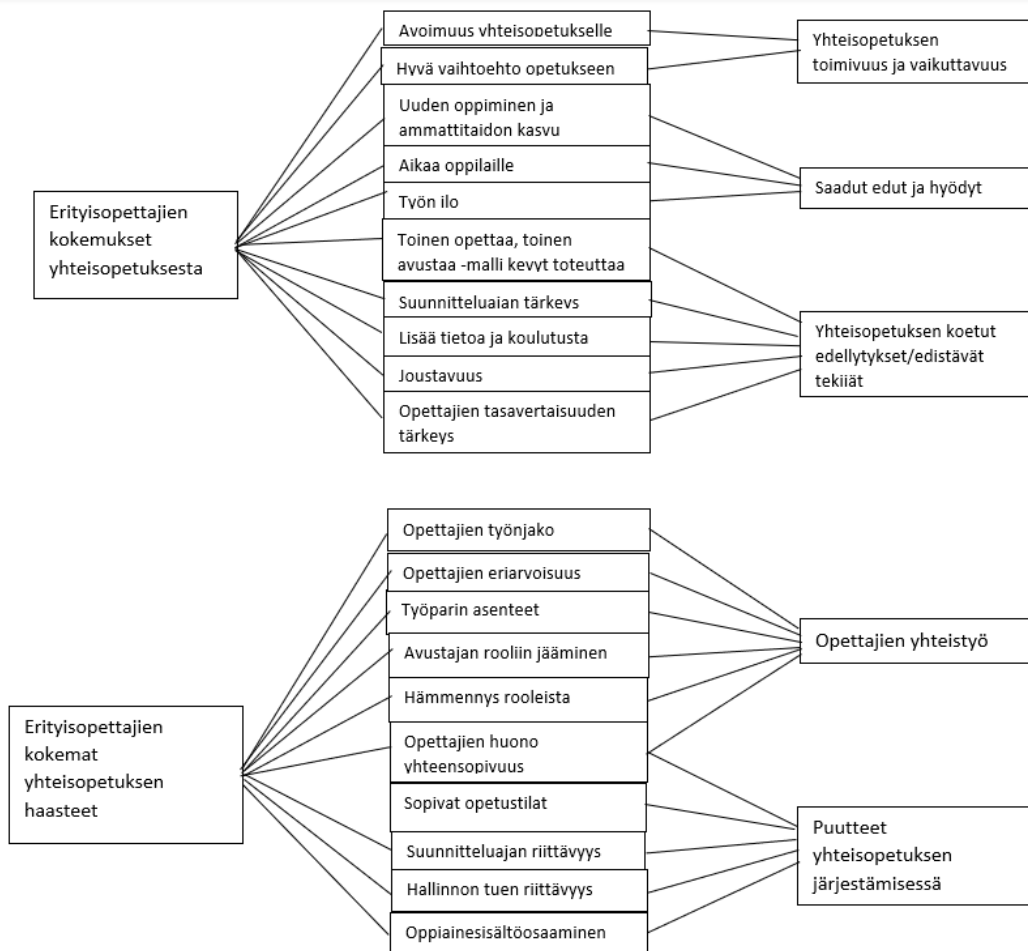 Erityisopettajien
kokemukset
yhteisopetuksesta
Avoimuus yhteisopetukselle
Hyvä vaihtoehto opetukseen
Uuden oppiminen ja
ammattitaidon kasvu
Aikaa oppilaille
Työn ilo
Toinen opettaa, toinen
avustaa -malli kevyt toteuttaa
Suunnitteluajan tärkeys
Lisää tietoa ja koulutusta
Joustavuus
Opettajien tasavertaisuuden
tärkeys
Yhteisopetuksen
toimivuus ja vaikuttavuus
Saadut edut ja hyödyt
Yhteisopetuksen koetut
edellytykset/edistävät
tekijät
Erityisopettajien
kokemat
yhteisopetuksen
haasteet
Opettajien työnjako
Opettajien eriarvoisuus
Työparin asenteet
Avustajan rooliin jääminen
Hämmennys rooleista
Opettajien huono
yhteensopivuus
Sopivat opetustilat
Suunnitteluajan riittävyys
Hallinnon tuen riittävyys
Oppiainesisältöosaaminen
Opettajien yhteistyö
Puutteet
yhteisopetuksen
järjestämisessä